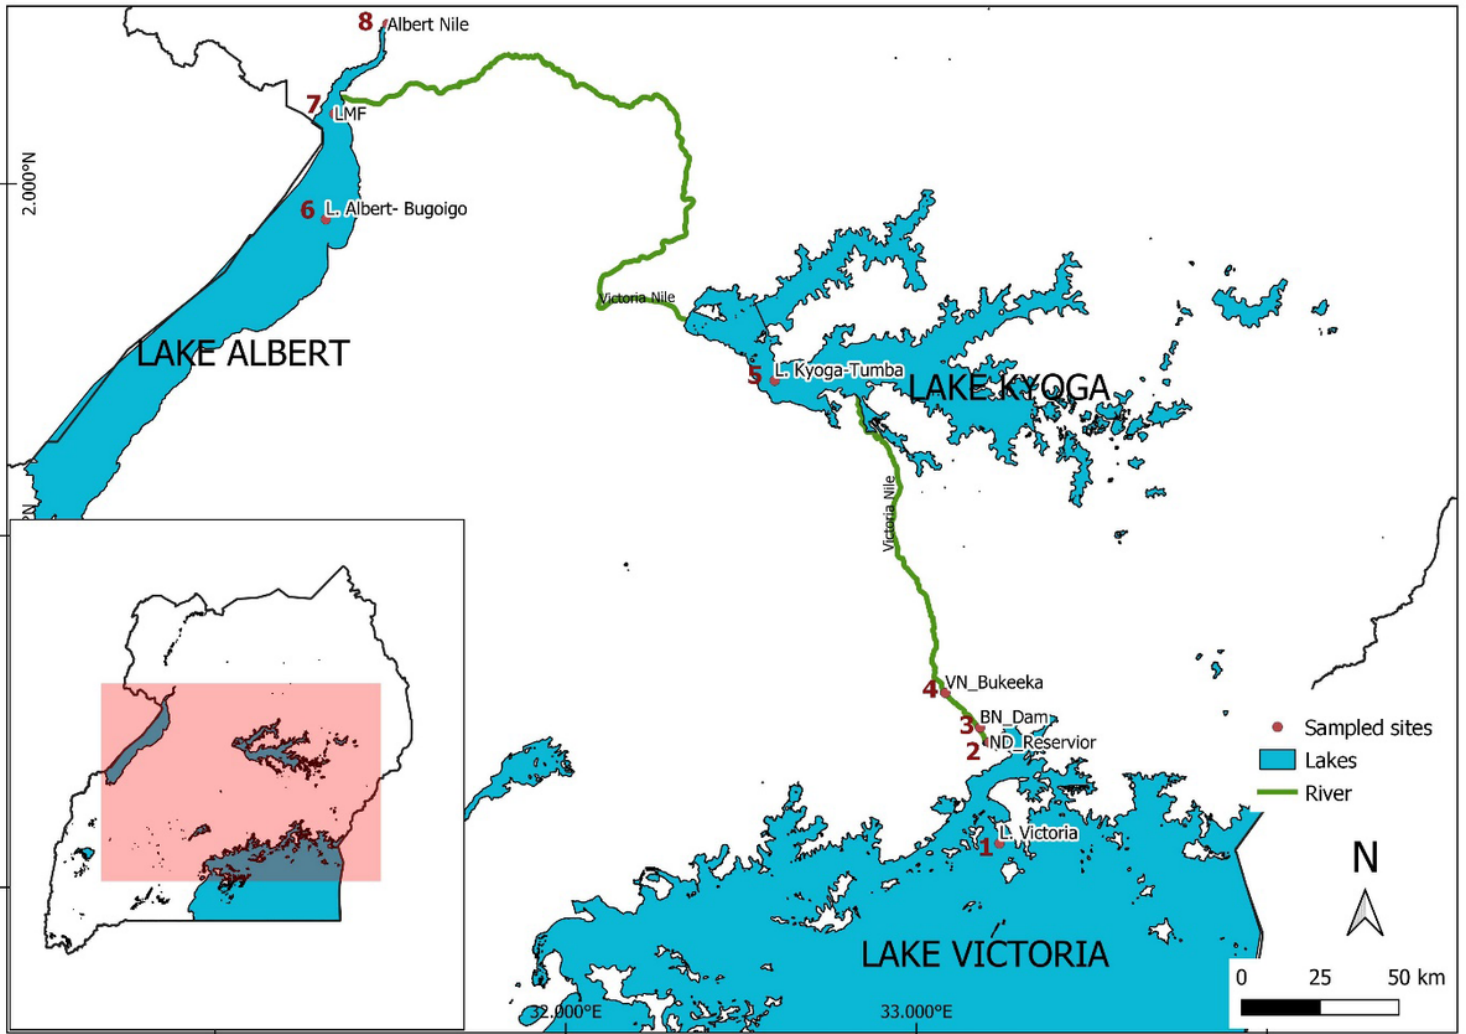 8 Albert Nile
7 LMF
2.000°N
6 L. Albert- Bugoigo
Victoria Nile
LAKE ALBERT
5 L. Kyoga-Tumba
LAKE KYOGA
Victoria Nile
4 VN_Bukeeka
3 BN_Dam
2 ND_Reservior
Sampled sites
Lakes
River
1 L. Victoria
N
LAKE VICTORIA
0 25 50 km
32.000°E 33.000°E